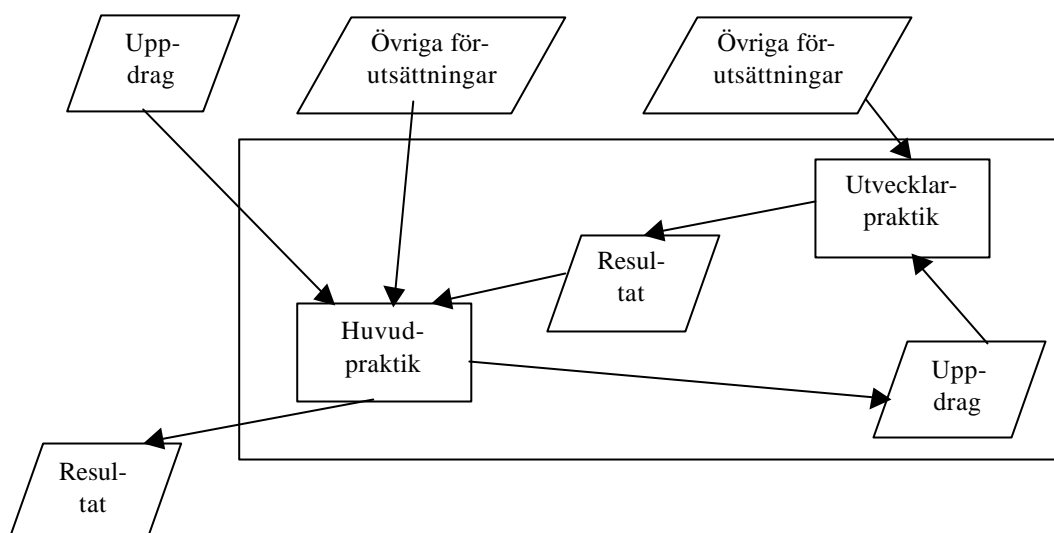 Upp-
drag
Övriga för-
utsättningar
Övriga för-
utsättningar
Utvecklar-
praktik
Resul-
tat
Huvud-
praktik
Upp-
drag
Resul-
tat